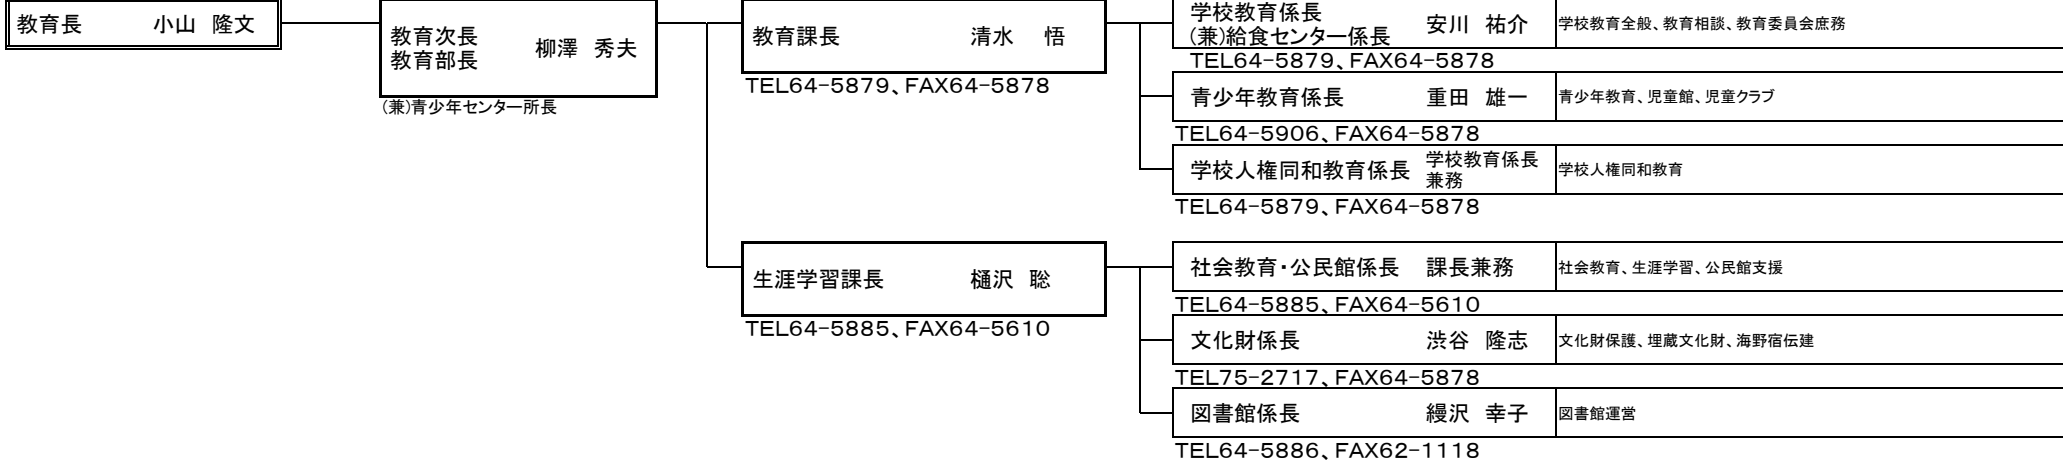 教育長 小山 隆文
教育次長
教育部長
柳澤 秀夫
(兼)青少年センター所長
教育課長 清水 悟
TEL64-5879、FAX64-5878
学校教育係長
(兼)給食センター係長
安川 祐介
学校教育全般、教育相談、教育委員会庶務
TEL64-5879、FAX64-5878
青少年教育係長 重田 雄一 青少年教育、児童館、児童クラブ
TEL64-5906、FAX64-5878
学校人権同和教育係長
学校教育係長
兼務
学校人権同和教育
TEL64-5879、FAX64-5878
生涯学習課長 樋沢 聡
TEL64-5885、FAX64-5610
社会教育・公民館係長 課長兼務 社会教育、生涯学習、公民館支援
TEL64-5885、FAX64-5610
文化財係長 渋谷 隆志 文化財保護、埋蔵文化財、海野宿伝建
TEL75-2717、FAX64-5878
図書館係長 縵沢 幸子 図書館運営
TEL64-5886、FAX62-1118